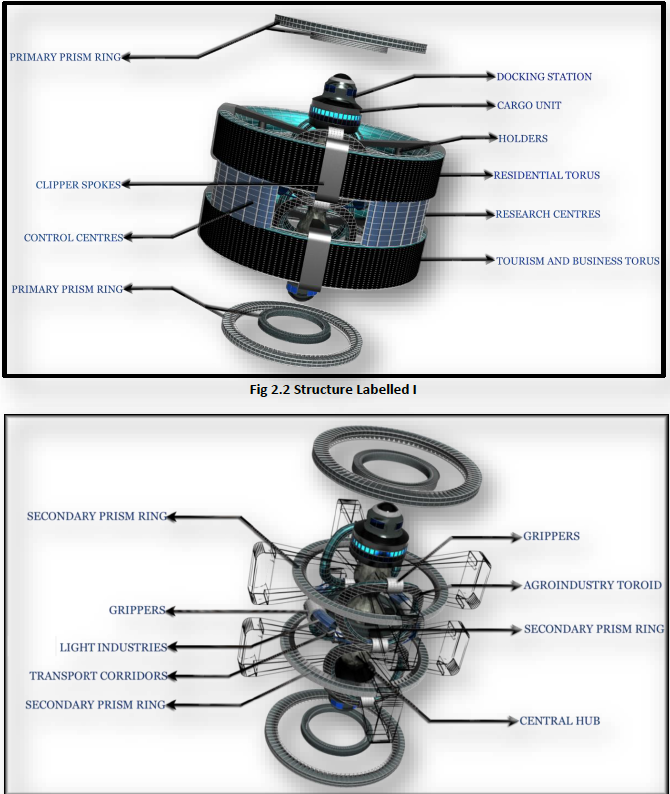 PRIMARY PRISM RING
DOCKING STATION
CARGO UNIT
HOLDERS
CLIPPER SPOKES
RESIDENTIAL TORUS
CONTROL CENTRES
RESEARCH CENTRES
TOURISM AND BUSINESS TORUS
PRIMARY PRISM RING
Fig 2.2 Structure Labelled I
SECONDARY PRISM RING
GRIPPERS
AGROINDUSTRY TOROID
GRIPPERS
SECONDARY PRISM RING
LIGHT INDUSTRIES
TRANSPORT CORRIDORS
SECONDARY PRISM RING
CENTRAL HUB